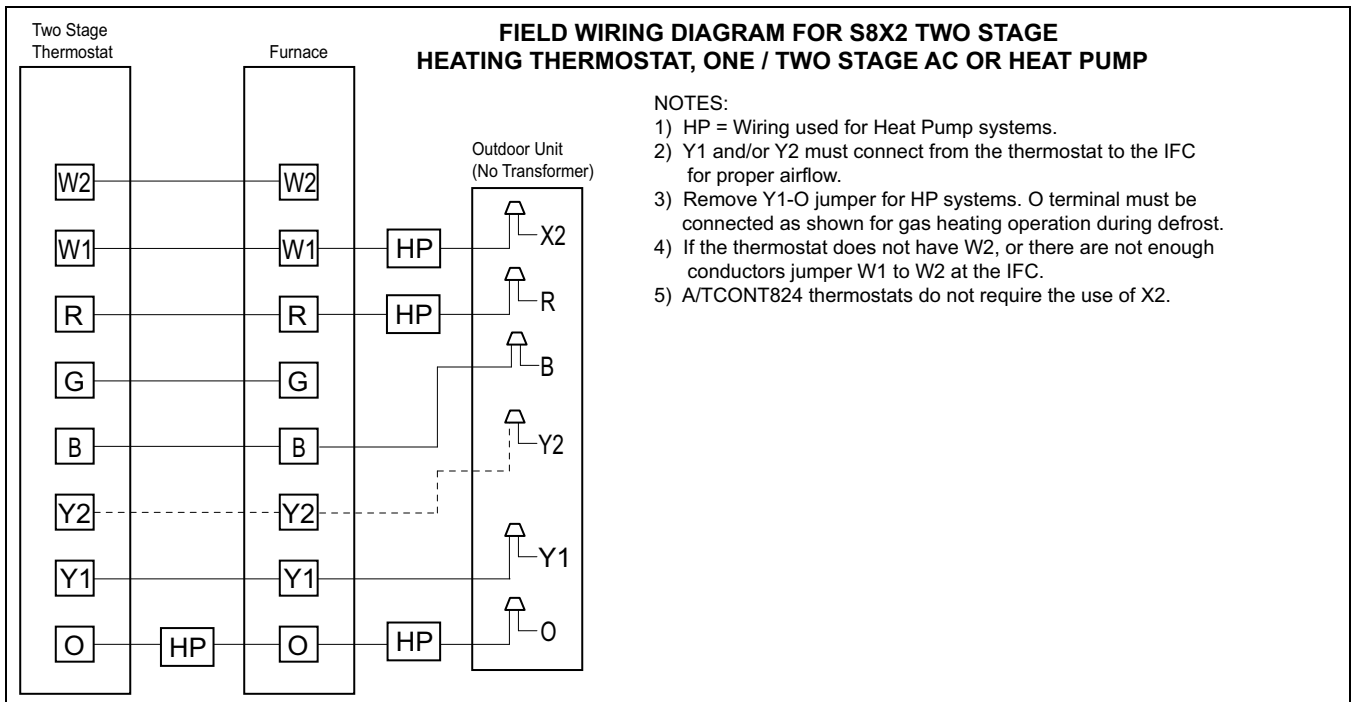 Two Stage
Thermostat
Furnace
FIELD WIRING DIAGRAM FOR S8X2 TWO STAGE
HEATING THERMOSTAT, ONE / TWO STAGE AC OR HEAT PUMP
NOTES:
1) HP = Wiring used for Heat Pump systems.
2) Y1 and/or Y2 must connect from the thermostat to the IFC
for proper airflow.
3) Remove Y1-O jumper for HP systems. O terminal must be
connected as shown for gas heating operation during defrost.
4) If the thermostat does not have W2, or there are not enough
conductors jumper W1 to W2 at the IFC.
5) A/TCONT824 thermostats do not require the use of X2.
Outdoor Unit
(No Transformer)
W2 W2
W1 W1 HP X2
R R HP R
G G B
B B Y2
Y2 Y2
Y1 Y1 Y1
O HP O HP O